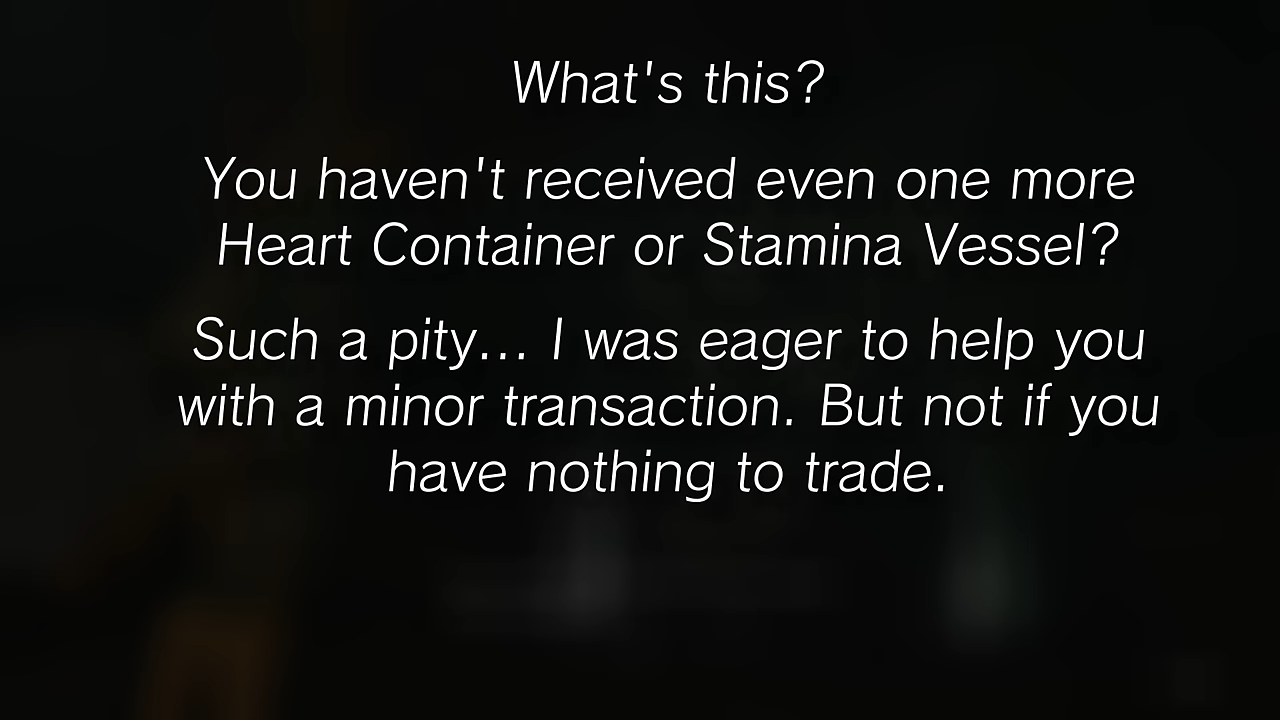 What's this?
You haven't received even one more
Heart Container or Stamina Vessel?
Such a pity... I was eager to help you
with a minor transaction. But not if you
have nothing to trade.